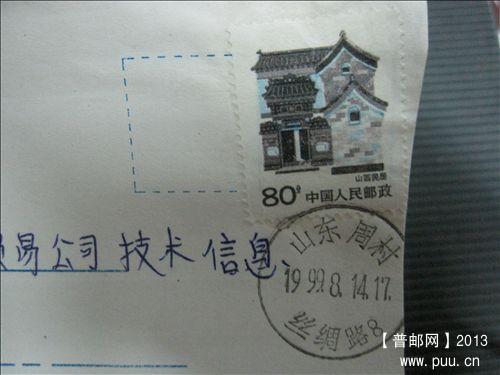 山西民居
80分 中国人民邮政
易公司 技术 信息
山东 周村
1999.8.14.17.
丝绸路8
【普邮网】2013
www.puu.cn